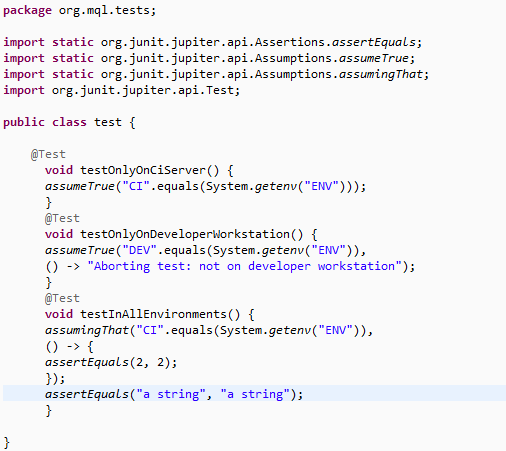 package org.mql.tests;
import static org.junit.jupiter.api.Assertions.assertEquals;
import static org.junit.jupiter.api.Assumptions.assumeTrue;
import static org.junit.jupiter.api.Assumptions.assumingThat;
import org.junit.jupiter.api.Test;
public class test {
@Test
void testOnlyOnCiServer() {
assumeTrue("CI".equals(System.getenv("ENV")));
}
@Test
void testOnlyOnDeveloperWorkstation() {
assumeTrue("DEV".equals(System.getenv("ENV")),
() -> "Aborting test: not on developer workstation");
}
@Test
void testInAllEnvironments() {
assumingThat("CI".equals(System.getenv("ENV")),
() -> {
assertEquals(2, 2);
});
assertEquals("a string", "a string");
}
}